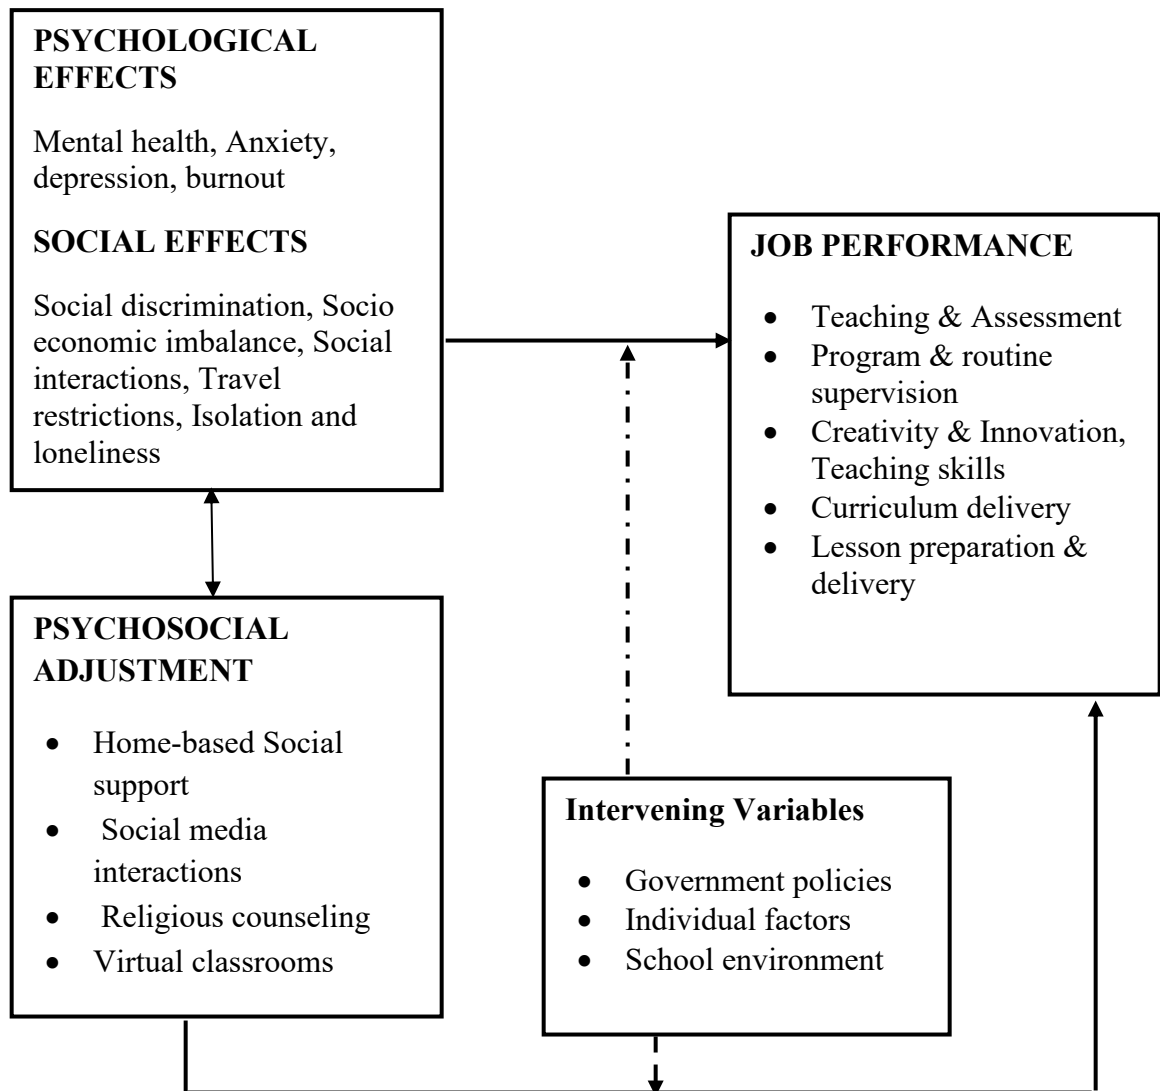 PSYCHOLOGICAL
EFFECTS
Mental health, Anxiety,
depression, burnout
SOCIAL EFFECTS
Social discrimination, Socio
economic imbalance, Social
interactions, Travel
restrictions, Isolation and
loneliness
JOB PERFORMANCE
• Teaching & Assessment
• Program & routine
supervision
• Creativity & Innovation,
Teaching skills
• Curriculum delivery
• Lesson preparation &
delivery
PSYCHOSOCIAL
ADJUSTMENT
• Home-based Social
support
• Social media
interactions
• Religious counseling
• Virtual classrooms
Intervening Variables
• Government policies
• Individual factors
• School environment